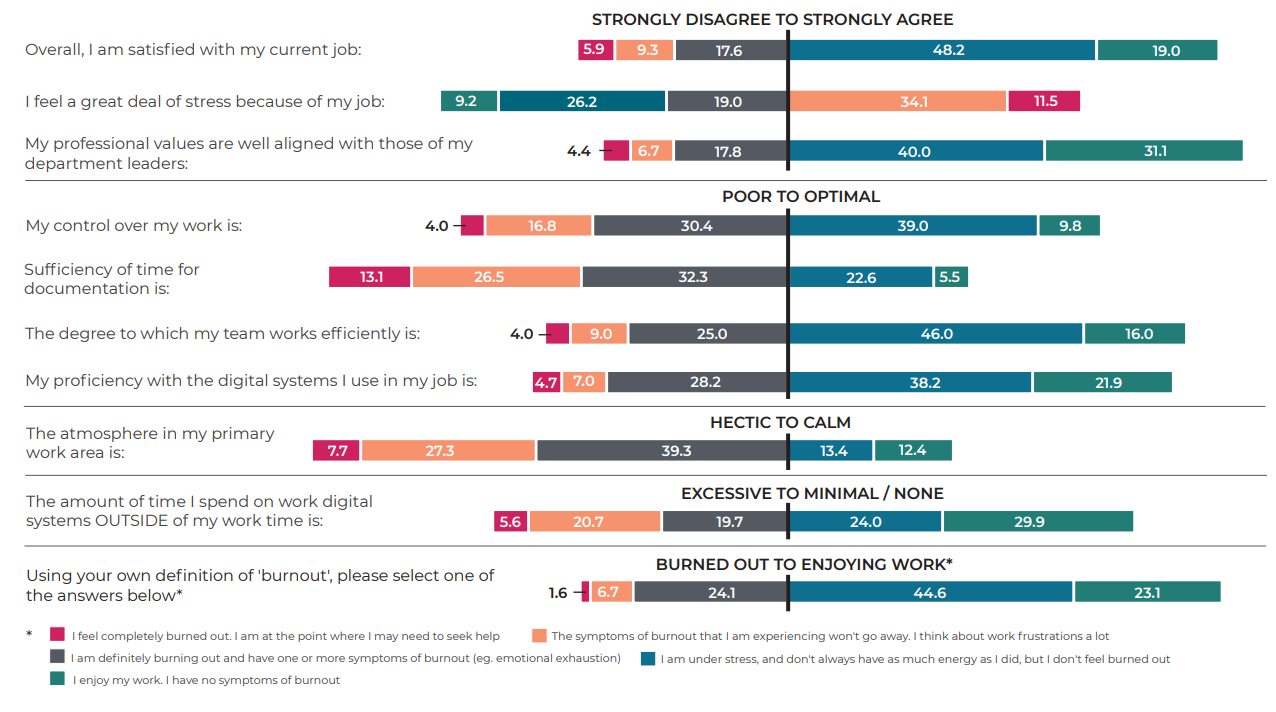 STRONGLY DISAGREE TO STRONGLY AGREE
Overall, I am satisfied with my current job:
5.9 9.3 17.6 48.2 19.0
I feel a great deal of stress because of my job:
9.2 26.2 19.0 34.1 11.5
My professional values are well aligned with those of my
department leaders:
4.4 6.7 17.8 40.0 31.1
POOR TO OPTIMAL
My control over my work is:
4.0 16.8 30.4 39.0 9.8
Sufficiency of time for
documentation is:
13.1 26.5 32.3 22.6 5.5
The degree to which my team works efficiently is:
4.0 9.0 25.0 46.0 16.0
My proficiency with the digital systems I use in my job is:
4.7 7.0 28.2 38.2 21.9
HECTIC TO CALM
The atmosphere in my primary
work area is:
7.7 27.3 39.3 13.4 12.4
EXCESSIVE TO MINIMAL / NONE
The amount of time I spend on work digital
systems OUTSIDE of my work time is:
5.6 20.7 19.7 24.0 29.9
BURNED OUT TO ENJOYING WORK*
Using your own definition of 'burnout', please select one of
the answers below*
1.6 6.7 24.1 44.6 23.1
* I feel completely burned out. I am at the point where I may need to seek help
The symptoms of burnout that I am experiencing won't go away. I think about work frustrations a lot
I am definitely burning out and have one or more symptoms of burnout (eg. emotional exhaustion)
I am under stress, and don't always have as much energy as I did, but I don't feel burned out
I enjoy my work. I have no symptoms of burnout